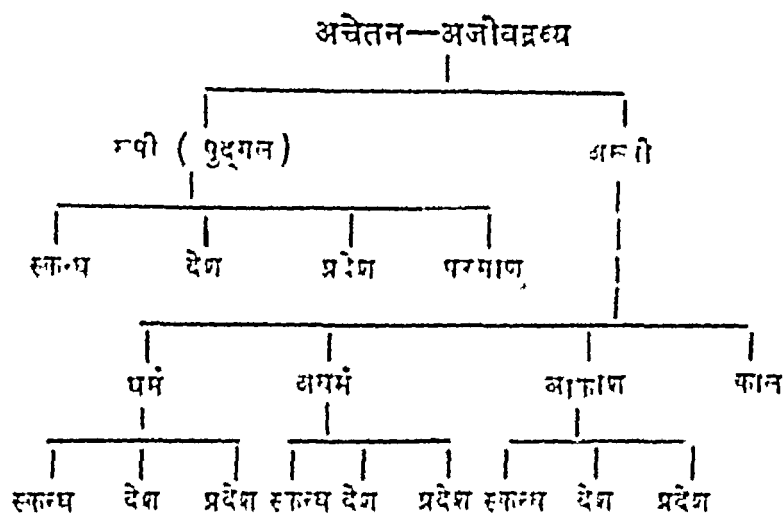 अचेतन—अजीवद्रव्य
रूपी ( पुद्गल ) अरूपी
स्कन्ध देश प्रदेश परमाणु
धर्म अधर्म आकाश काल
स्कन्ध देश प्रदेश स्कन्ध देश प्रदेश स्कन्ध देश प्रदेश